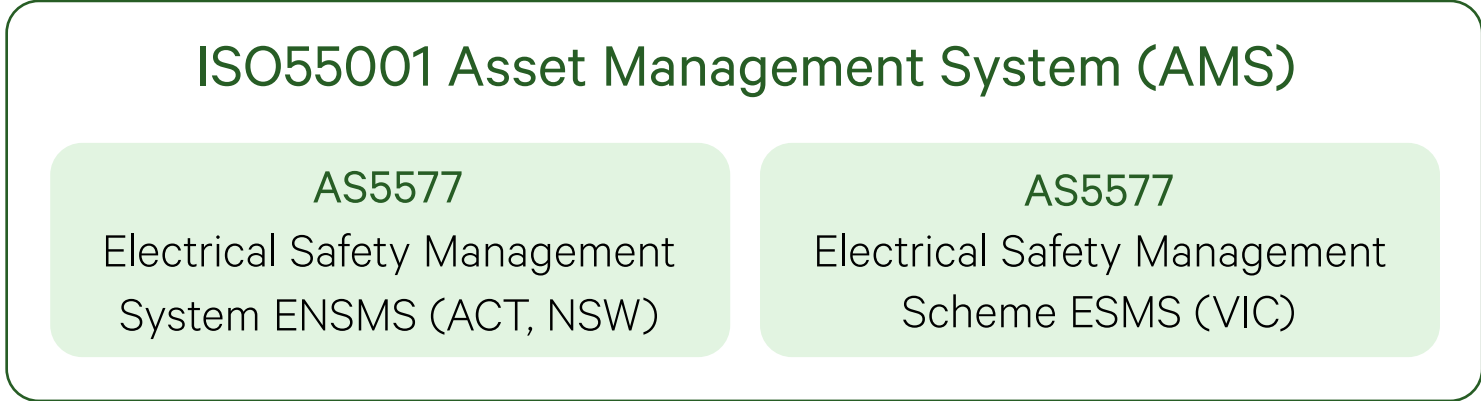 ISO55001 Asset Management System (AMS)
AS5577
Electrical Safety Management
System ENSMS (ACT, NSW)
AS5577
Electrical Safety Management
Scheme ESMS (VIC)